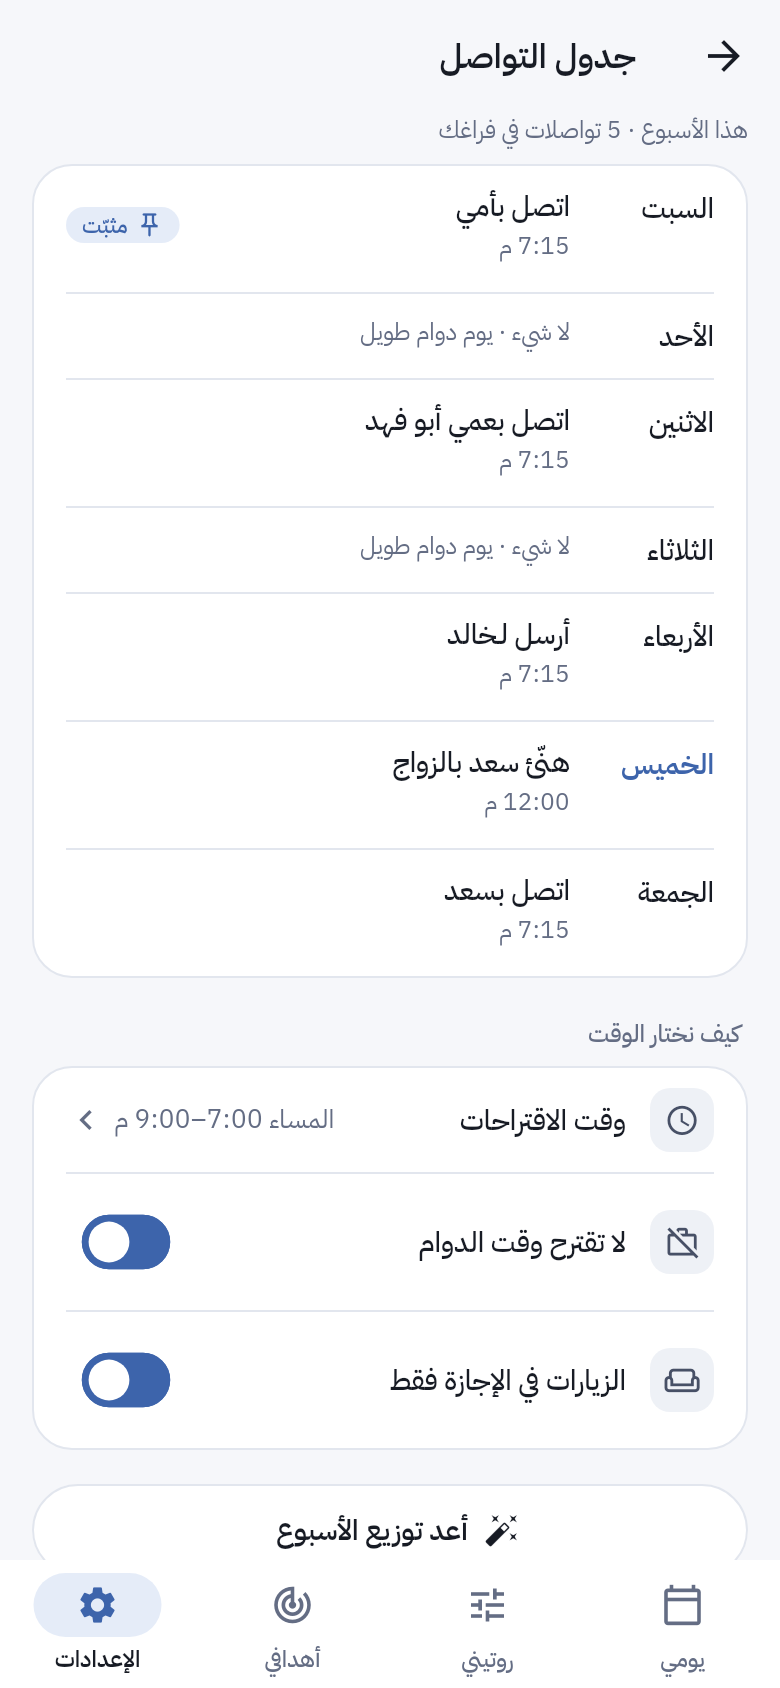 جدول التواصل
هذا الأسبوع · 5 تواصلات في فراغك
السبت
اتصل بأمي
7:15 م
مثبّت
الأحد
لا شيء · يوم دوام طويل
الاثنين
اتصل بعمي أبو فهد
7:15 م
الثلاثاء
لا شيء · يوم دوام طويل
الأربعاء
أرسل لـخالد
7:15 م
الخميس
هنّئ سعد بالزواج
12:00 م
الجمعة
اتصل بسعد
7:15 م
كيف نختار الوقت
وقت الاقتراحات
المساء 7:00–9:00 م
لا تقترح وقت الدوام
الزيارات في الإجازة فقط
أعد توزيع الأسبوع
يومي
روتيني
أهدافي
الإعدادات